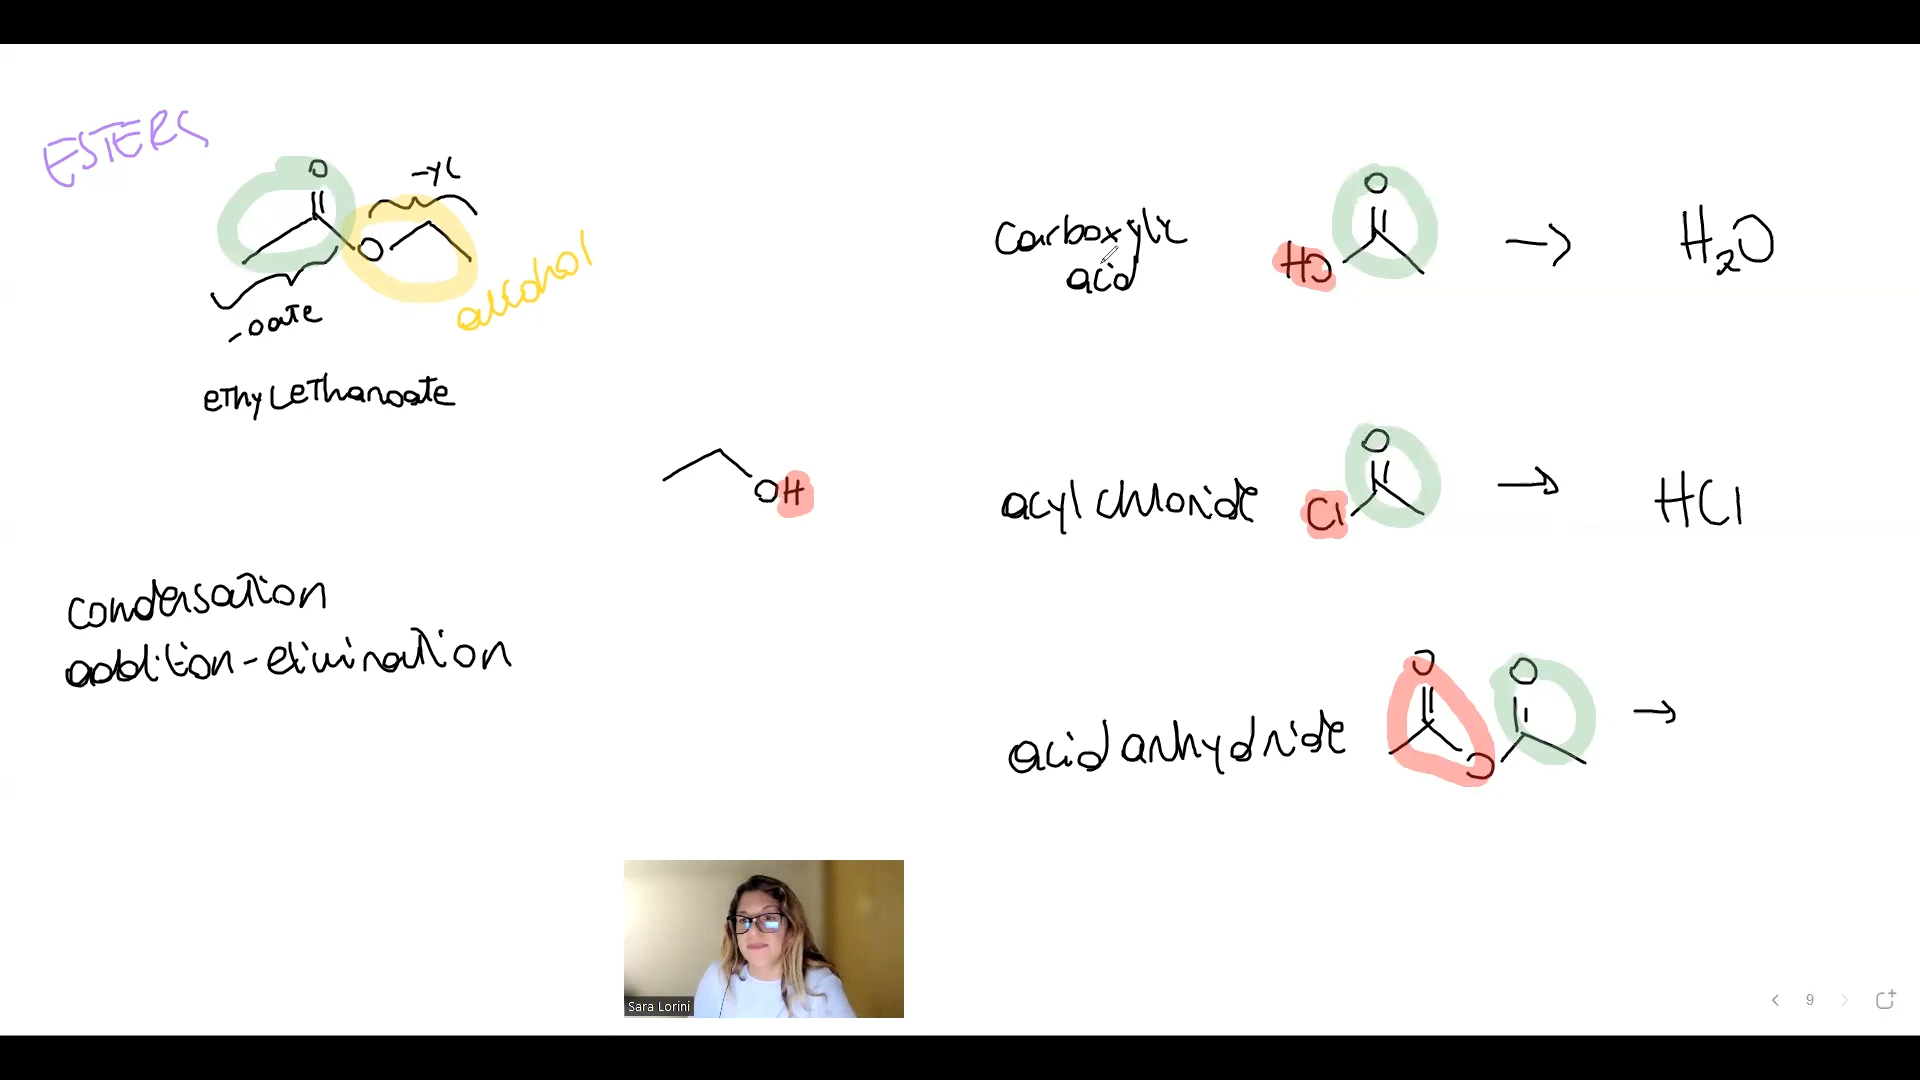 ESTERS
O
-yl
O
-oate
alcohol
ethylethanoate
OH
condensation
addition-elimination
carboxylic
acid
O
HO
→
H₂O
acyl chloride
O
Cl
→
HCl
acid anhydride
O
O
O
→
Sara Lorini
9